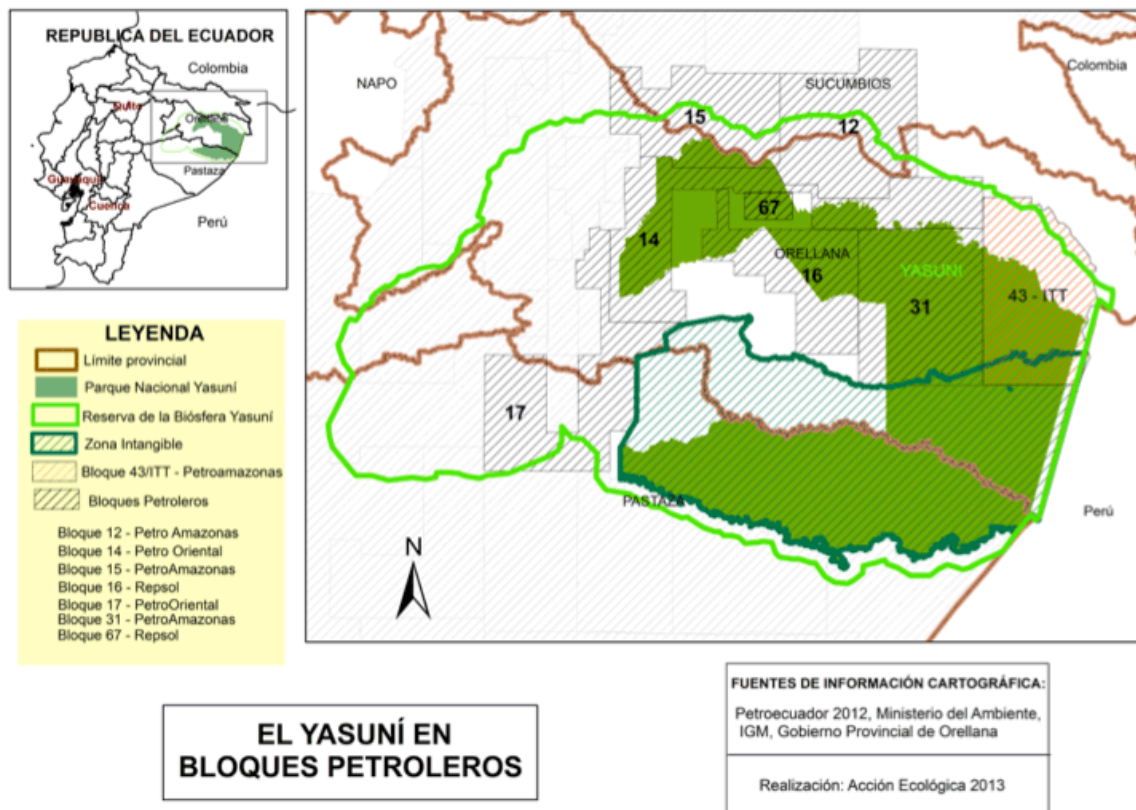 REPUBLICA DEL ECUADOR
Colombia
Quito
Orellana
Pastaza
Guayaquil
Cuenca
Perú
NAPO
SUCUMBIOS
Colombia
15
12
67
14
ORELLANA
16
YASUNI
31
43 - ITT
17
PASTAZA
Perú
N
LEYENDA
Límite provincial
Parque Nacional Yasuní
Reserva de la Biósfera Yasuní
Zona Intangible
Bloque 43/ITT - Petroamazonas
Bloques Petroleros
Bloque 12 - Petro Amazonas
Bloque 14 - Petro Oriental
Bloque 15 - PetroAmazonas
Bloque 16 - Repsol
Bloque 17 - PetroOriental
Bloque 31 - PetroAmazonas
Bloque 67 - Repsol
EL YASUNÍ EN
BLOQUES PETROLEROS
FUENTES DE INFORMACIÓN CARTOGRÁFICA:
Petroecuador 2012, Ministerio del Ambiente,
IGM, Gobierno Provincial de Orellana
Realización: Acción Ecológica 2013